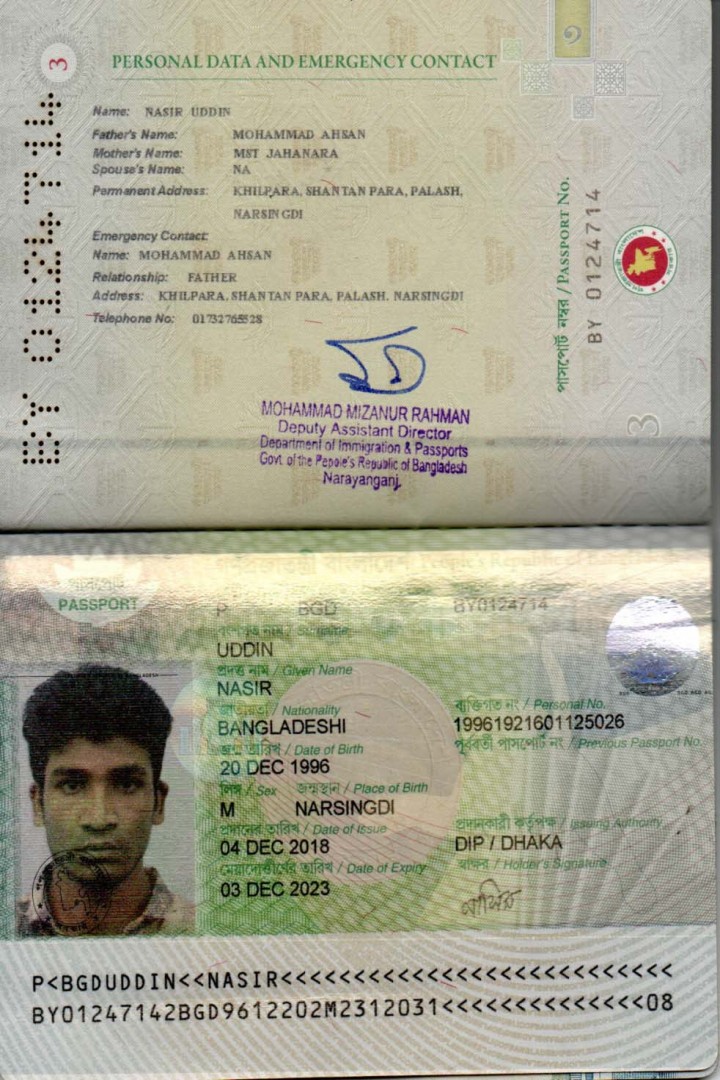 3
PERSONAL DATA AND EMERGENCY CONTACT
১
Name: NASIR UDDIN
Father's Name: MOHAMMAD AHSAN
Mother's Name: MST JAHANARA
Spouse's Name: NA
Permanent Address: KHILPARA, SHANTAN PARA, PALASH,
NARSINGDI
Emergency Contact:
Name: MOHAMMAD AHSAN
Relationship: FATHER
Address: KHILPARA, SHANTAN PARA, PALASH, NARSINGDI
Telephone No: 01732765528
BY 0124714
পাসপোর্ট নম্বর / PASSPORT No.
BY 0124714
3
MOHAMMAD MIZANUR RAHMAN
Deputy Assistant Director
Department of Immigration & Passports
Govt. of the People's Republic of Bangladesh
Narayanganj.
পাসপোর্ট
PASSPORT
গণপ্রজাতন্ত্রী বাংলাদেশ People's Republic of
P BGD BY0124714
বংশগত নাম / Surname
UDDIN
প্রদত্ত নাম / Given Name
NASIR
জাতীয়তা / Nationality
BANGLADESHI
ব্যক্তিগত নং / Personal No.
19961921601125026
জন্ম তারিখ / Date of Birth
পূর্ববর্তী পাসপোর্ট নং / Previous Passport No.
20 DEC 1996
লিঙ্গ / Sex জন্মস্থান / Place of Birth
M NARSINGDI
প্রদানের তারিখ / Date of Issue
প্রদানকারী কর্তৃপক্ষ / Issuing Authority
04 DEC 2018
DIP / DHAKA
মেয়াদোত্তীর্ণের তারিখ / Date of Expiry
স্বাক্ষর / Holder's Signature
03 DEC 2023
নাসির
P<BGDUDDIN<<NASIR<<<<<<<<<<<<<<<<<<<<<<<<<<<
BY01247142BGD9612202M2312031<<<<<<<<<<<<<<08